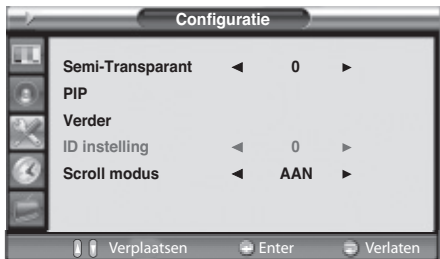 Configuratie
Semi-Transparant ◄ 0 ►
PIP
Verder
ID instelling ◄ 0 ►
Scroll modus ◄ AAN ►
Verplaatsen Enter Verlaten